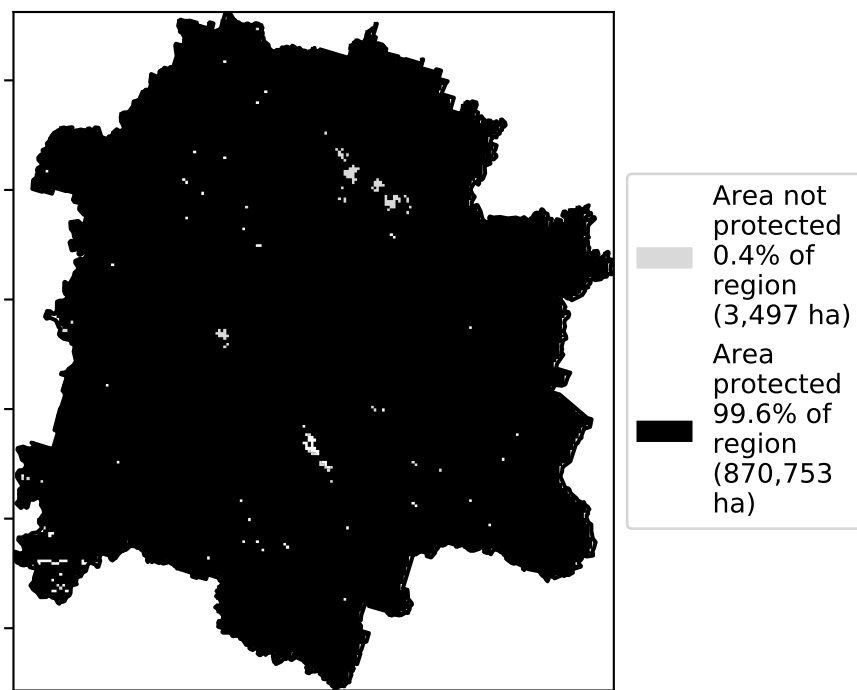 Area not
protected
0.4% of
region
(3,497 ha)
Area
protected
99.6% of
region
(870,753
ha)